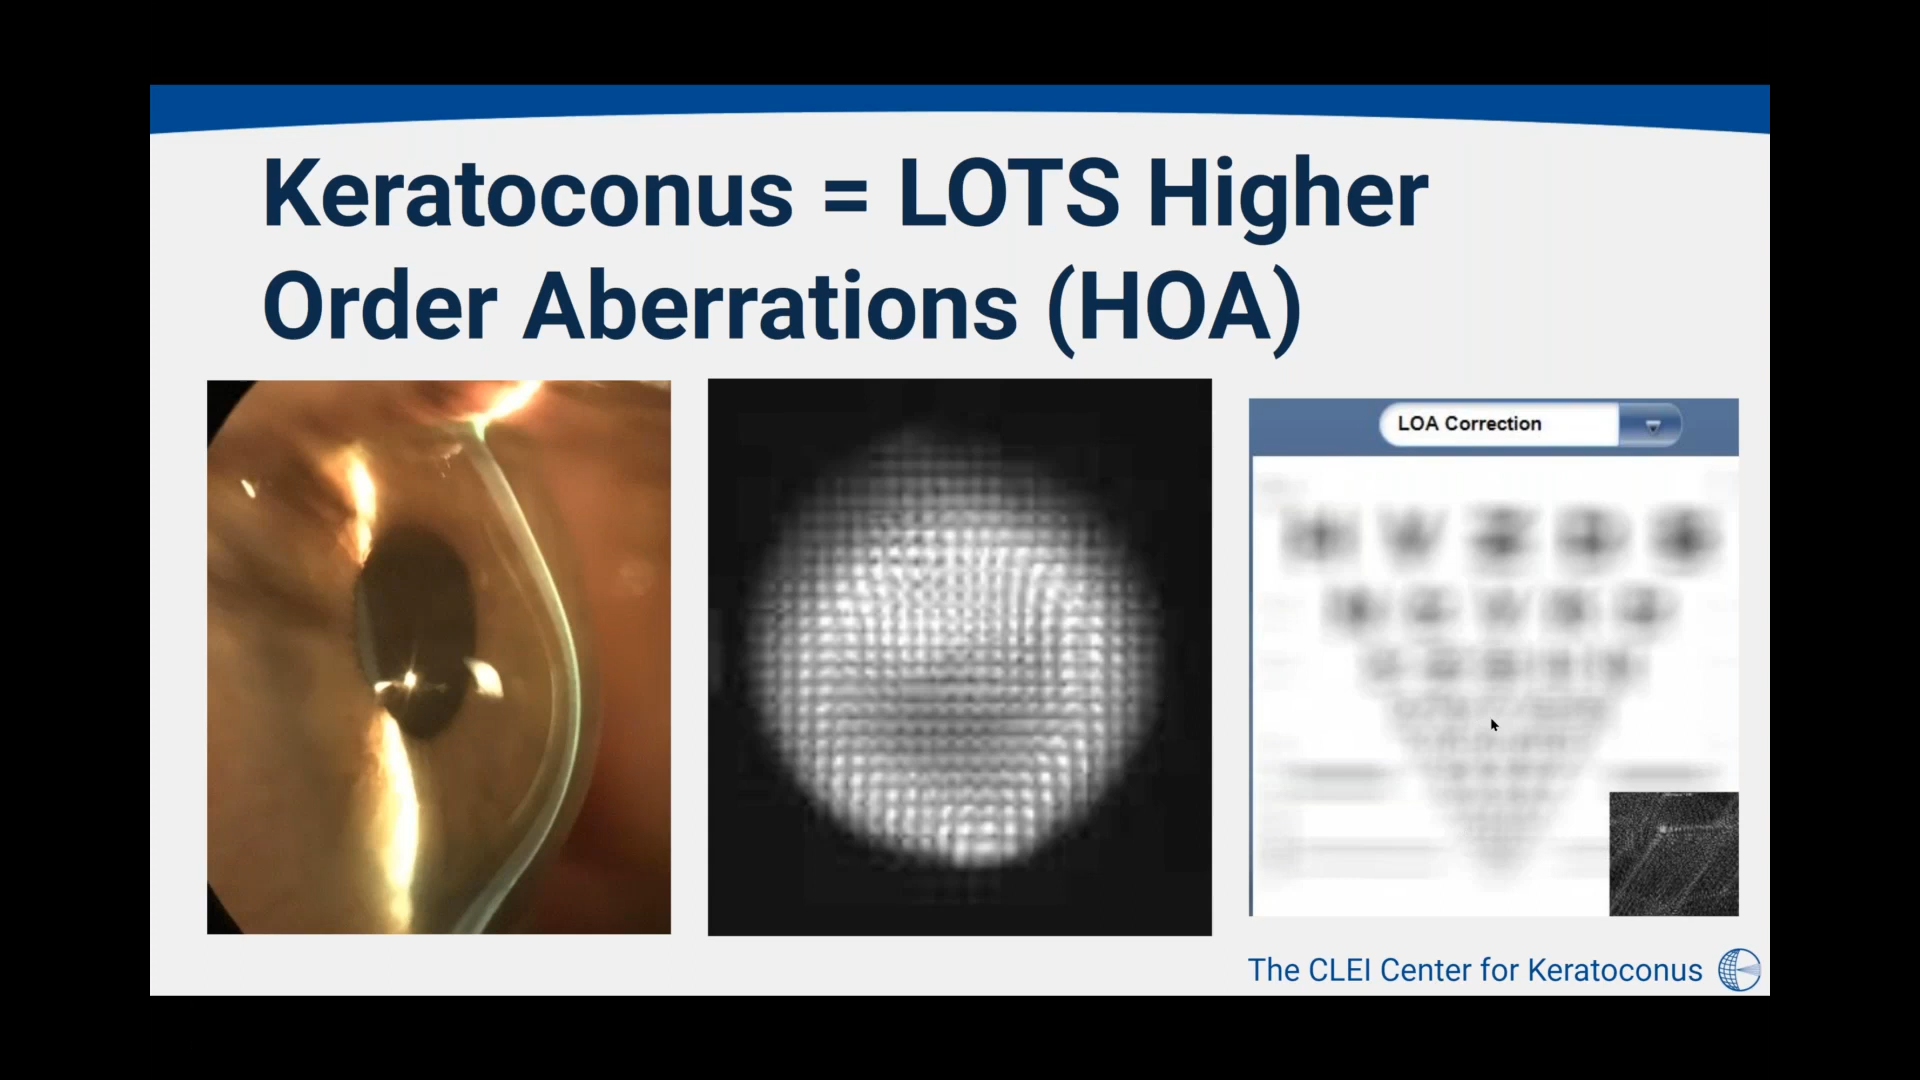 Keratoconus = LOTS Higher
Order Aberrations (HOA)
LOA Correction
The CLEI Center for Keratoconus